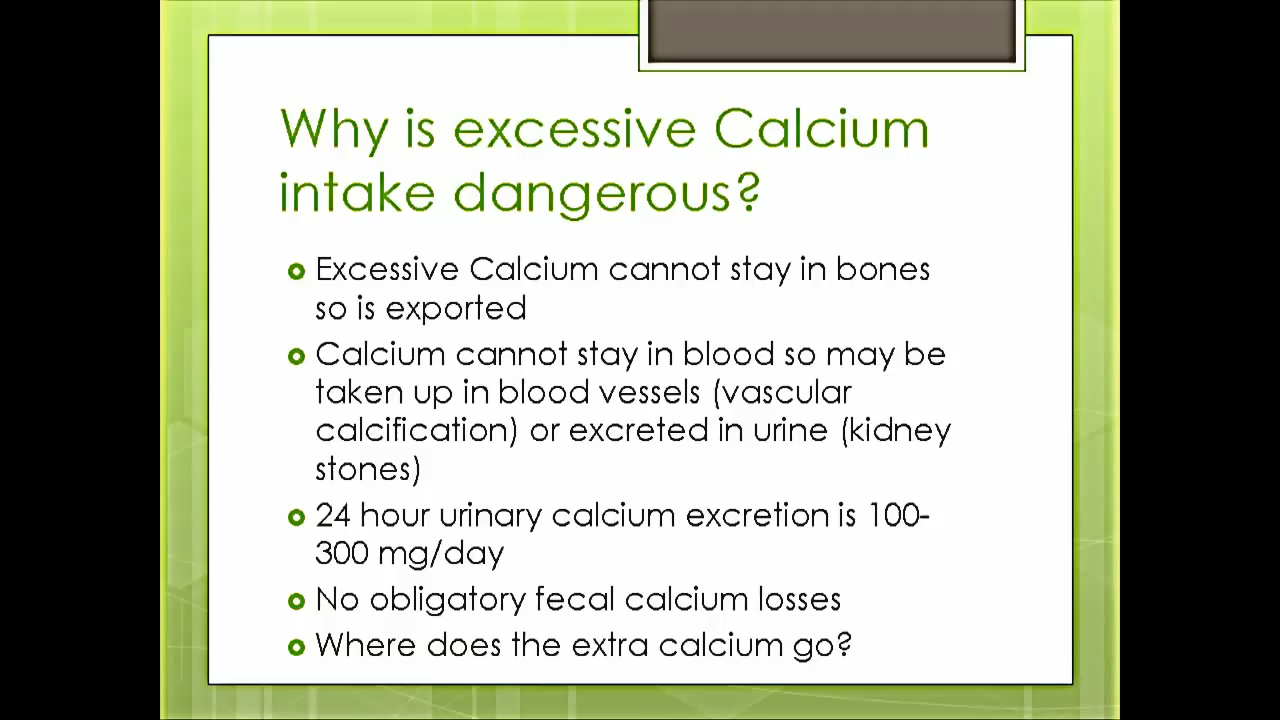 Why is excessive Calcium
intake dangerous?
Excessive Calcium cannot stay in bones
so is exported
Calcium cannot stay in blood so may be
taken up in blood vessels (vascular
calcification) or excreted in urine (kidney
stones)
24 hour urinary calcium excretion is 100-
300 mg/day
No obligatory fecal calcium losses
Where does the extra calcium go?